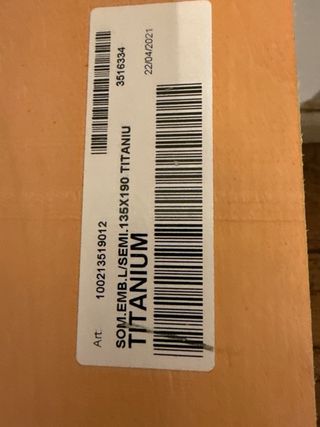 3516334
22/04/2021
Art. 100213519012
SOM.EMB.L/SEMI.135X190 TITANIU
TITANIUM